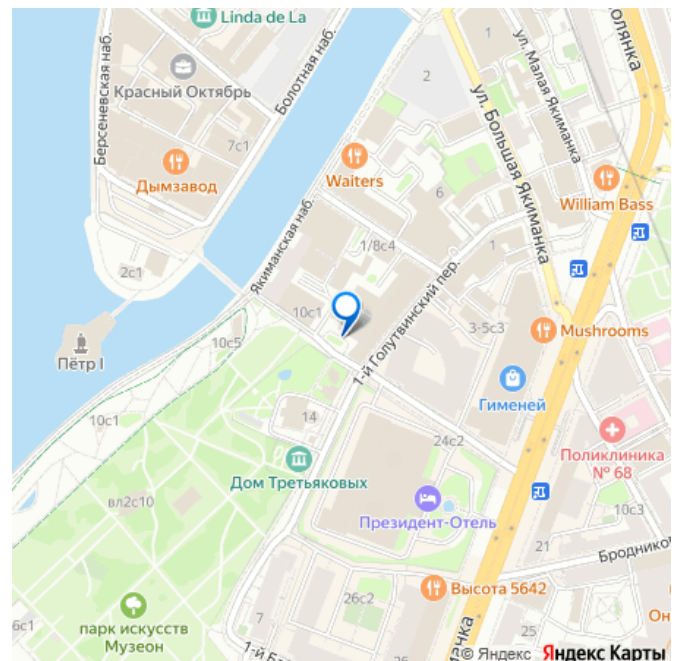 Linda de La
Берсеневская наб.
Болотная наб.
Красный Октябрь
7с1
Дымзавод
2с1
Пётр I
10с1
10с5
Якиманская наб.
Waiters
2
1
ул. Большая Якиманка
ул. Малая Якиманка
6
1/8с4
1
William Bass
10с1
1-й Голутвинский пер.
3-5с3
Mushrooms
Гименей
14
24с2
Поликлиника
№ 68
Дом Третьяковых
вл2с10
Президент-Отель
10с3
21
Высота 5642
26с2
7
парк искусств
Музеон
25
© Яндекс Яндекс Карты